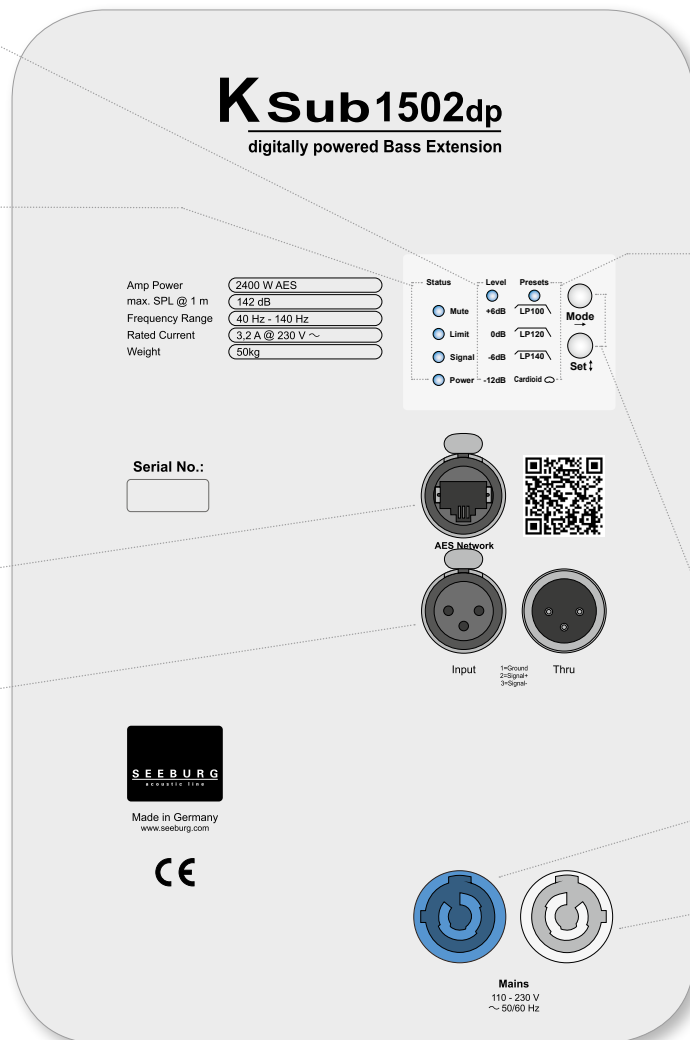 K Sub1502dp
digitally powered Bass Extension
Amp Power 2400 W AES
max. SPL @ 1 m 142 dB
Frequency Range 40 Hz - 140 Hz
Rated Current 3,2 A @ 230 V ~
Weight 50kg
Status Level Presets
Mute +6dB LP100
Mode
→
Limit 0dB LP120
Signal -6dB LP140
Set ↕
Power -12dB Cardioid
Serial No.:
AES Network
Input
1=Ground
2=Signal+
3=Signal-
Thru
SEEBURG
acoustic line
Made in Germany
www.seeburg.com
CE
Mains
110 - 230 V
~ 50/60 Hz